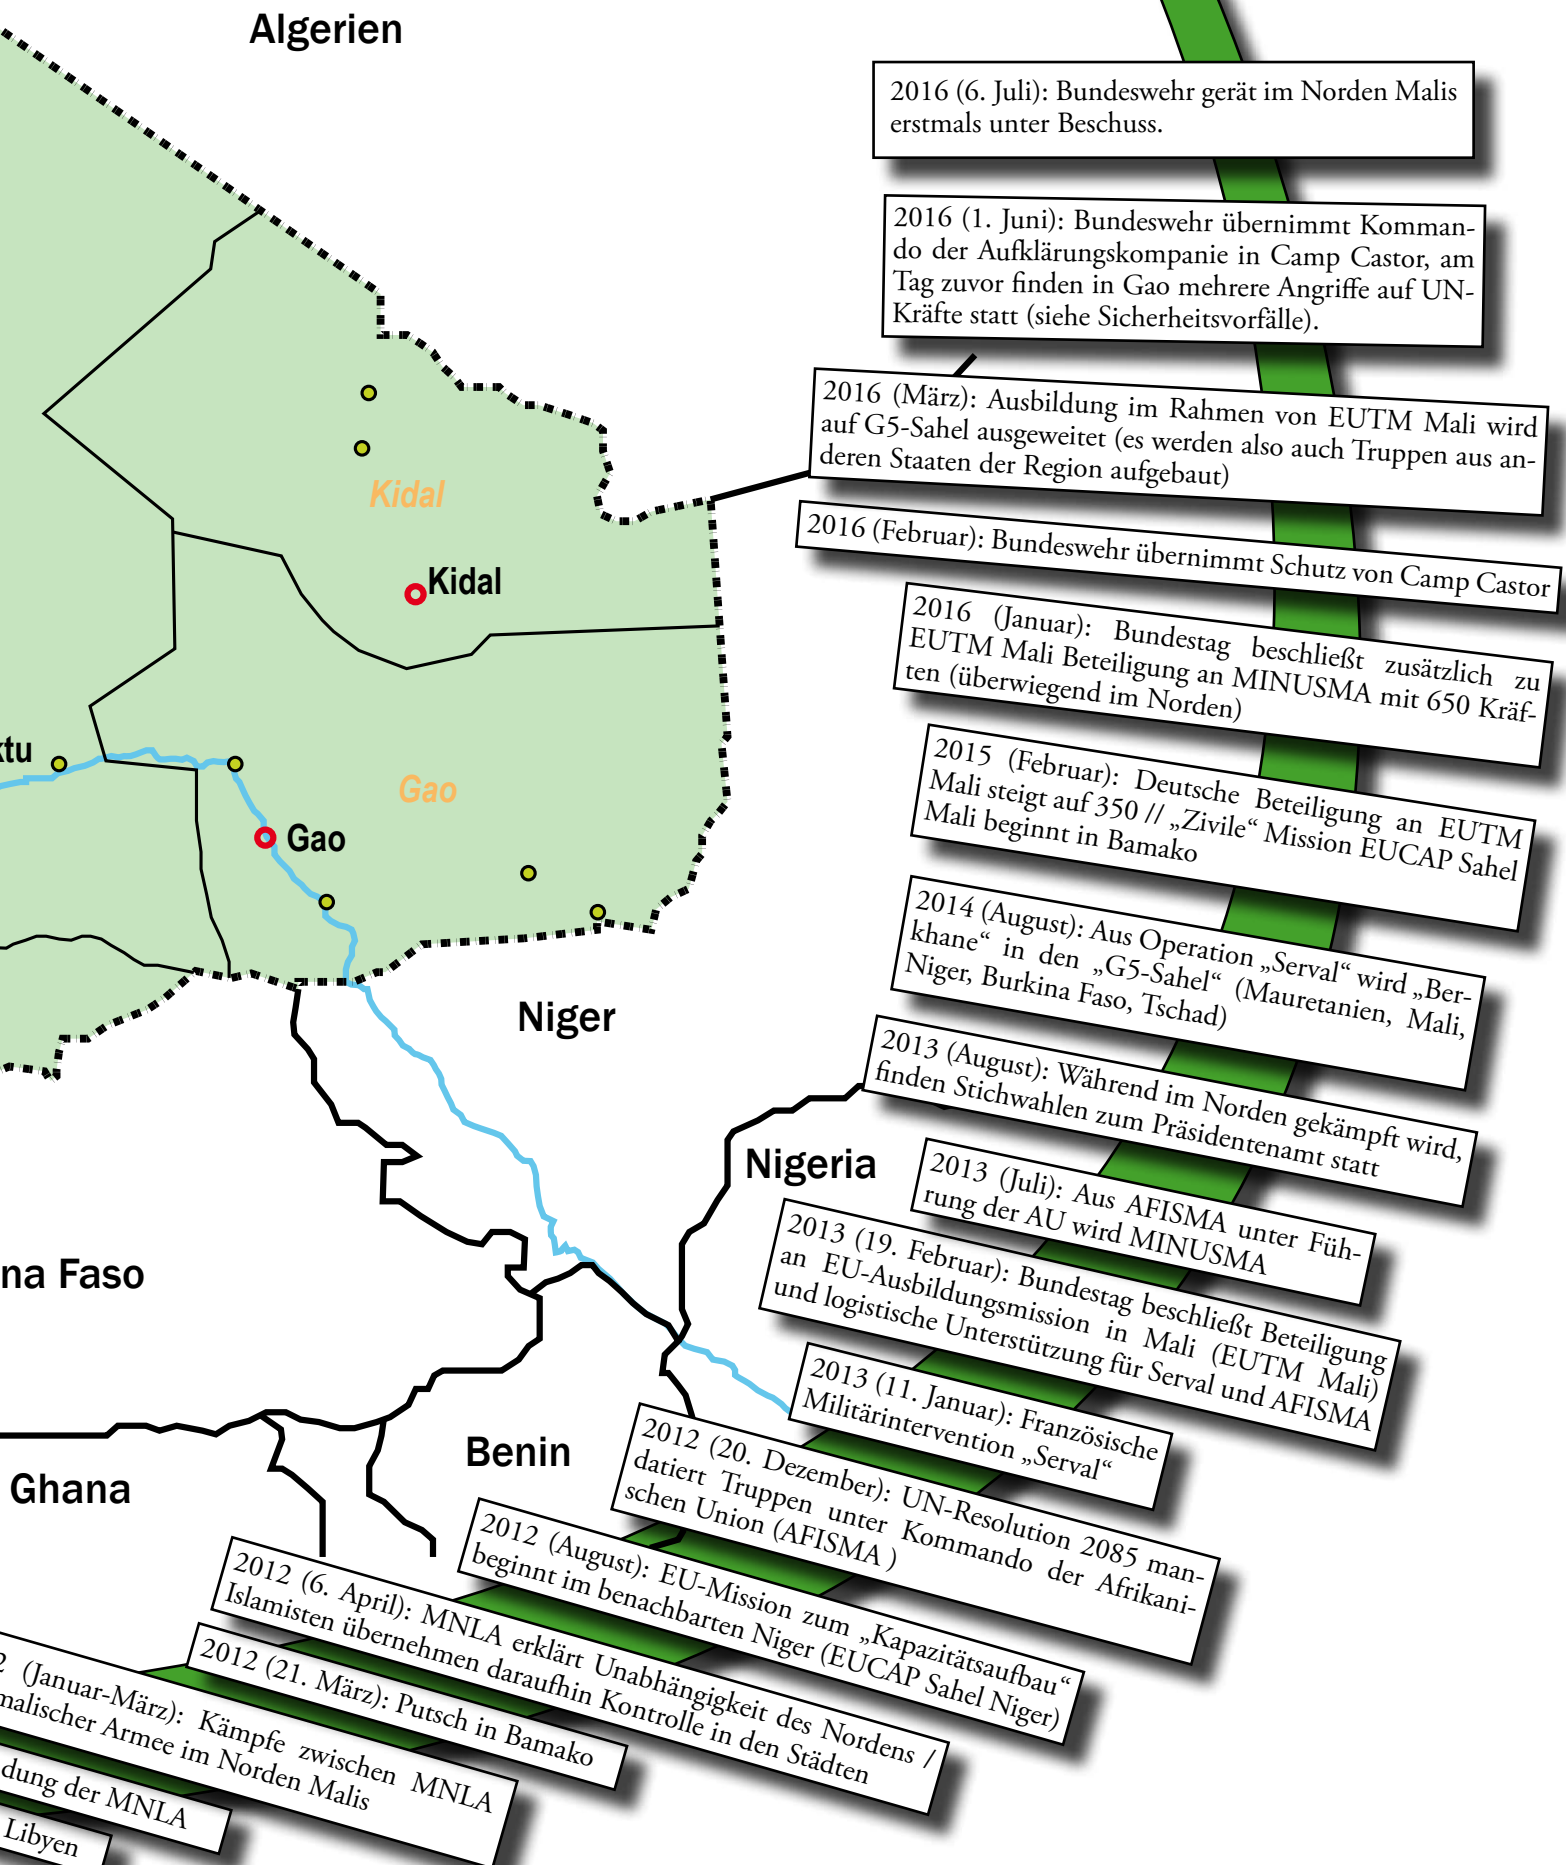 Algerien
2016 (6. Juli): Bundeswehr gerät im Norden Malis
erstmals unter Beschuss.
2016 (1. Juni): Bundeswehr übernimmt Komman-
do der Aufklärungskompanie in Camp Castor, am
Tag zuvor finden in Gao mehrere Angriffe auf UN-
Kräfte statt (siehe Sicherheitsvorfälle).
2016 (März): Ausbildung im Rahmen von EUTM Mali wird
auf G5-Sahel ausgeweitet (es werden also auch Truppen aus an-
deren Staaten der Region aufgebaut)
2016 (Februar): Bundeswehr übernimmt Schutz von Camp Castor
2016 (Januar): Bundestag beschließt zusätzlich zu
EUTM Mali Beteiligung an MINUSMA mit 650 Kräf-
ten (überwiegend im Norden)
2015 (Februar): Deutsche Beteiligung an EUTM
Mali steigt auf 350 // „Zivile“ Mission EUCAP Sahel
Mali beginnt in Bamako
2014 (August): Aus Operation „Serval“ wird „Ber-
khane“ in den „G5-Sahel“ (Mauretanien, Mali,
Niger, Burkina Faso, Tschad)
2013 (August): Während im Norden gekämpft wird,
finden Stichwahlen zum Präsidentenamt statt
2013 (Juli): Aus AFISMA unter Füh-
rung der AU wird MINUSMA
2013 (19. Februar): Bundestag beschließt Beteiligung
an EU-Ausbildungsmission in Mali (EUTM Mali)
und logistische Unterstützung für Serval und AFISMA
2013 (11. Januar): Französische
Militärintervention „Serval“
2012 (20. Dezember): UN-Resolution 2085 man-
datiert Truppen unter Kommando der Afrikani-
schen Union (AFISMA )
2012 (August): EU-Mission zum „Kapazitätsaufbau“
beginnt im benachbarten Niger (EUCAP Sahel Niger)
2012 (6. April): MNLA erklärt Unabhängigkeit des Nordens /
Islamisten übernehmen daraufhin Kontrolle in den Städten
2012 (21. März): Putsch in Bamako
2 (Januar-März): Kämpfe zwischen MNLA
malischer Armee im Norden Malis
dung der MNLA
Libyen
Kidal
Kidal
ktu
Gao
Gao
Niger
Nigeria
na Faso
Benin
Ghana